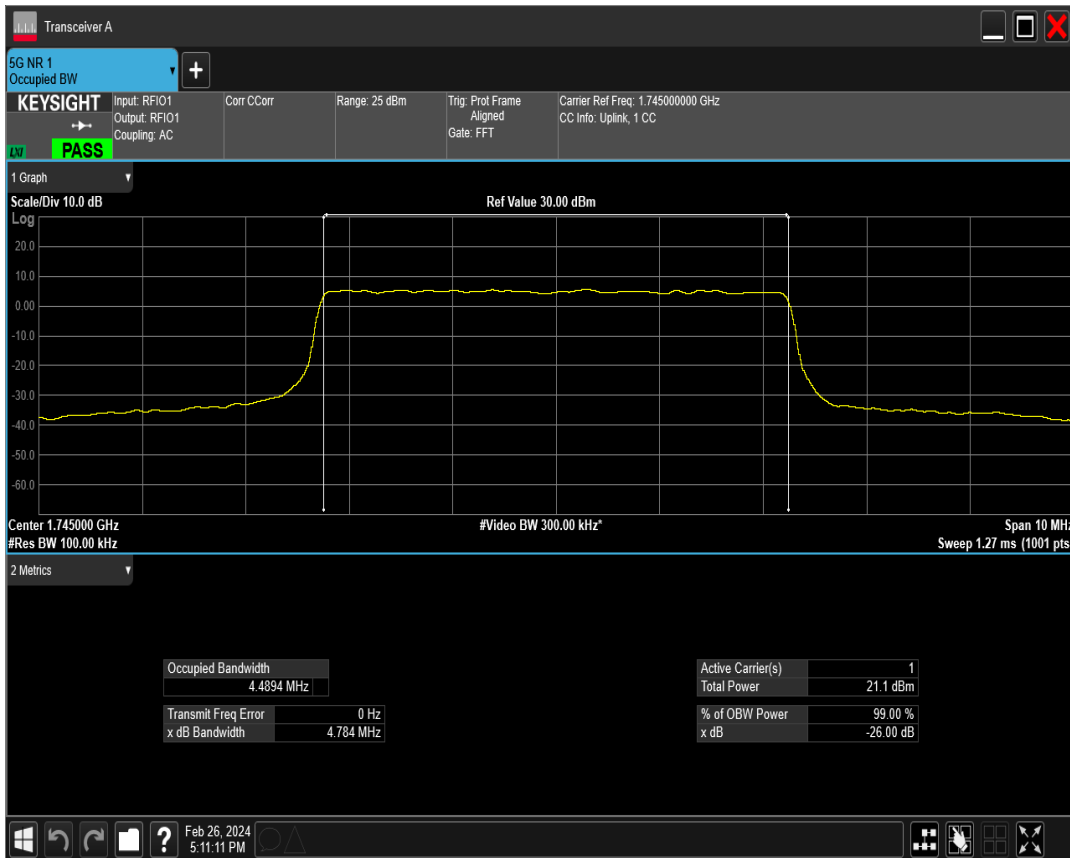 Transceiver A
5G NR 1
Occupied BW
+
KEYSIGHT
LXI
PASS
Input: RFIO1
Output: RFIO1
Coupling: AC
Corr CCorr
Range: 25 dBm
Trig: Prot Frame
Aligned
Gate: FFT
Carrier Ref Freq: 1.745000000 GHz
CC Info: Uplink, 1 CC
1 Graph
Scale/Div 10.0 dB
Ref Value 30.00 dBm
Log
20.0
10.0
0.00
-10.0
-20.0
-30.0
-40.0
-50.0
-60.0
Center 1.745000 GHz
#Video BW 300.00 kHz*
Span 10 MHz
#Res BW 100.00 kHz
Sweep 1.27 ms (1001 pts
2 Metrics
Occupied Bandwidth
4.4894 MHz
Transmit Freq Error 0 Hz
x dB Bandwidth 4.784 MHz
Active Carrier(s) 1
Total Power 21.1 dBm
% of OBW Power 99.00 %
x dB -26.00 dB
?
Feb 26, 2024
5:11:11 PM